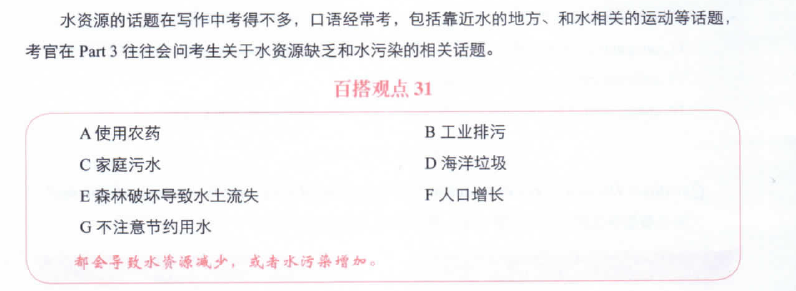 水资源的话题在写作中考得不多，口语经常考，包括靠近水的地方、和水相关的运动等话题，
考官在 Part 3 往往会问考生关于水资源缺乏和水污染的相关话题。
百搭观点 31
A 使用农药
B 工业排污
C 家庭污水
D 海洋垃圾
E 森林破坏导致水土流失
F 人口增长
G 不注意节约用水
都会导致水资源减少，或者水污染增加。